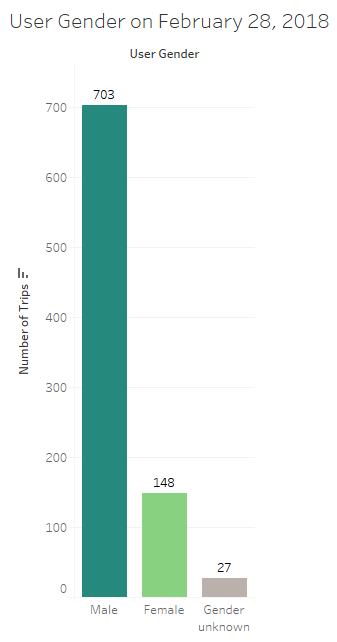 User Gender on February 28, 2018
User Gender
703
700
600
500
400
300
200
148
100
27
0
Number of Trips
Male
Female
Gender
unknown